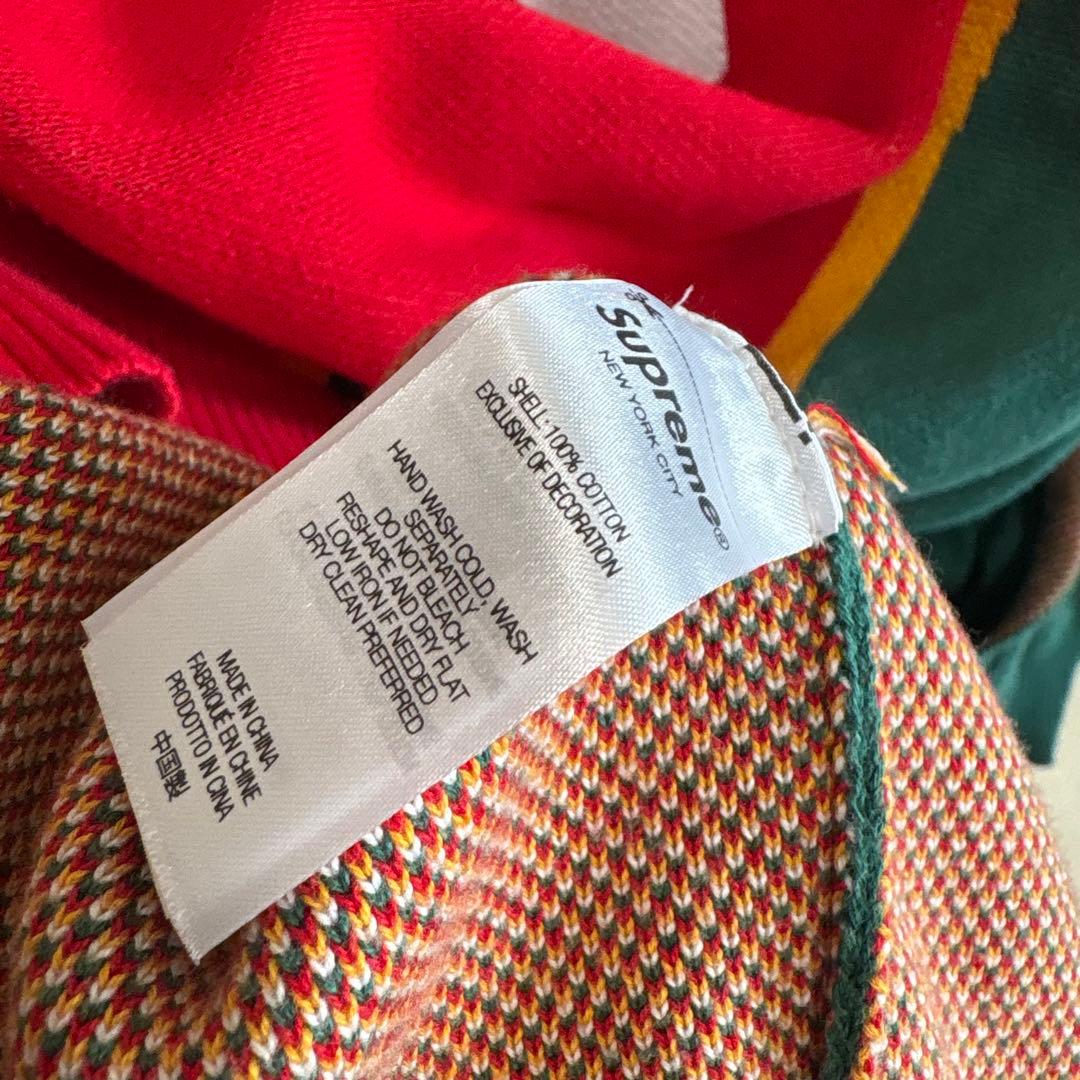 Supreme®
NEW YORK CITY
SHELL: 100% COTTON
EXCLUSIVE OF DECORATION
HAND WASH COLD, WASH
SEPARATELY
DO NOT BLEACH
RESHAPE AND DRY FLAT
LOW IRON IF NEEDED
DRY CLEAN PREFERRED
MADE IN CHINA
FABRIQUÉ EN CHINE
PRODOTTO IN CINA
中国製